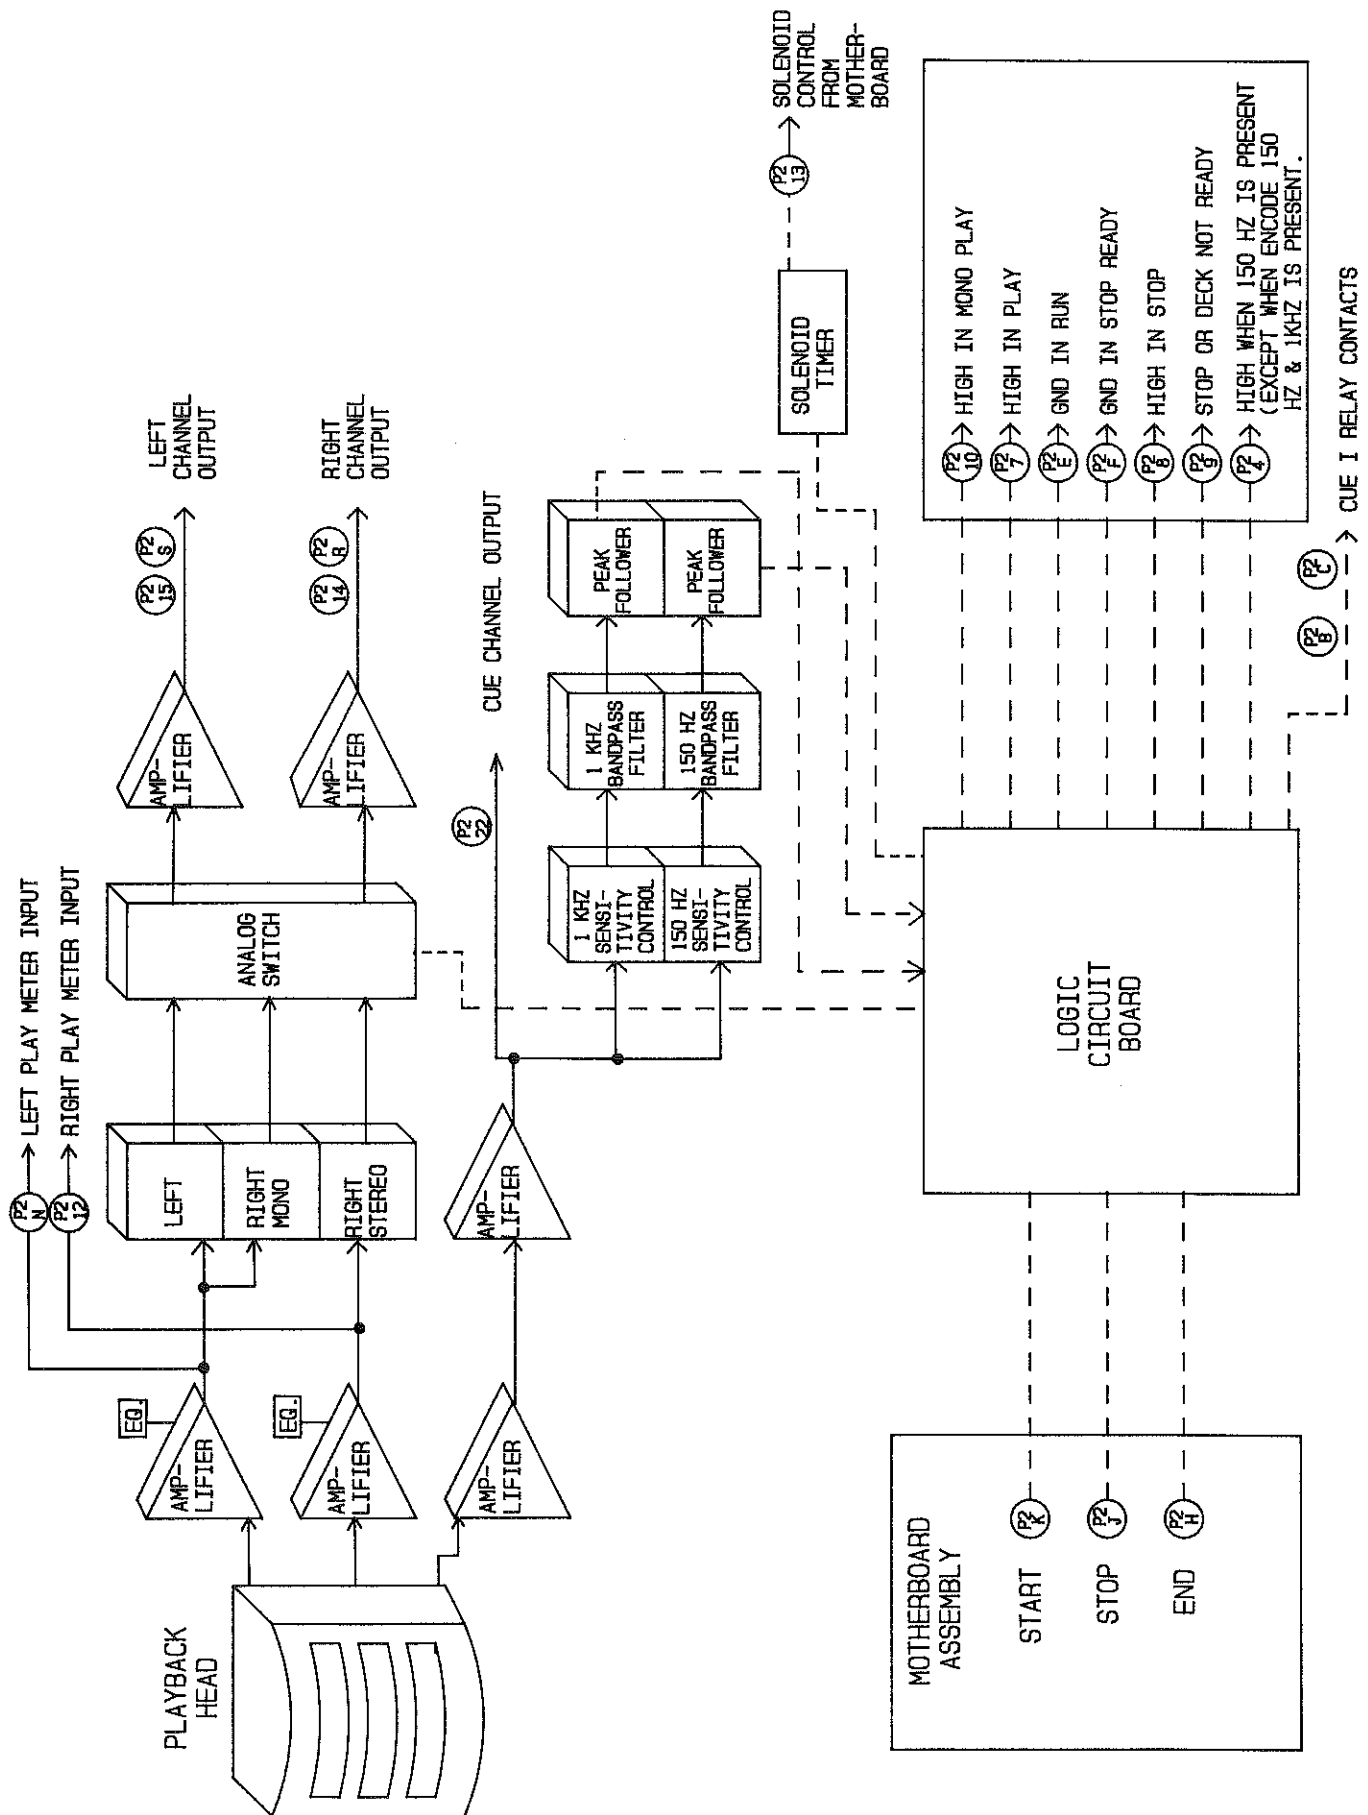 LEFT PLAY METER INPUT
RIGHT PLAY METER INPUT
P2
N
P2
12
PLAYBACK
HEAD
EQ.
AMP-
LIFIER
EQ.
AMP-
LIFIER
AMP-
LIFIER
LEFT
RIGHT
MONO
RIGHT
STEREO
ANALOG
SWITCH
AMP-
LIFIER
AMP-
LIFIER
P2
15
P2
S
LEFT
CHANNEL
OUTPUT
P2
14
P2
R
RIGHT
CHANNEL
OUTPUT
AMP-
LIFIER
P2
22
CUE CHANNEL OUTPUT
1 KHZ
SENSI-
TIVITY
CONTROL
150 HZ
SENSI-
TIVITY
CONTROL
1 KHZ
BANDPASS
FILTER
150 HZ
BANDPASS
FILTER
PEAK
FOLLOWER
PEAK
FOLLOWER
SOLENOID
TIMER
P2
13
SOLENOID
CONTROL
FROM
MOTHER-
BOARD
MOTHERBOARD
ASSEMBLY
START
P2
K
STOP
P2
J
END
P2
H
LOGIC
CIRCUIT
BOARD
P2
10
HIGH IN MONO PLAY
P2
7
HIGH IN PLAY
P2
E
GND IN RUN
P2
F
GND IN STOP READY
P2
8
HIGH IN STOP
P2
9
STOP OR DECK NOT READY
P2
4
HIGH WHEN 150 HZ IS PRESENT
(EXCEPT WHEN ENCODE 150
HZ & 1KHZ IS PRESENT.
P2
B
P2
C
CUE I RELAY CONTACTS